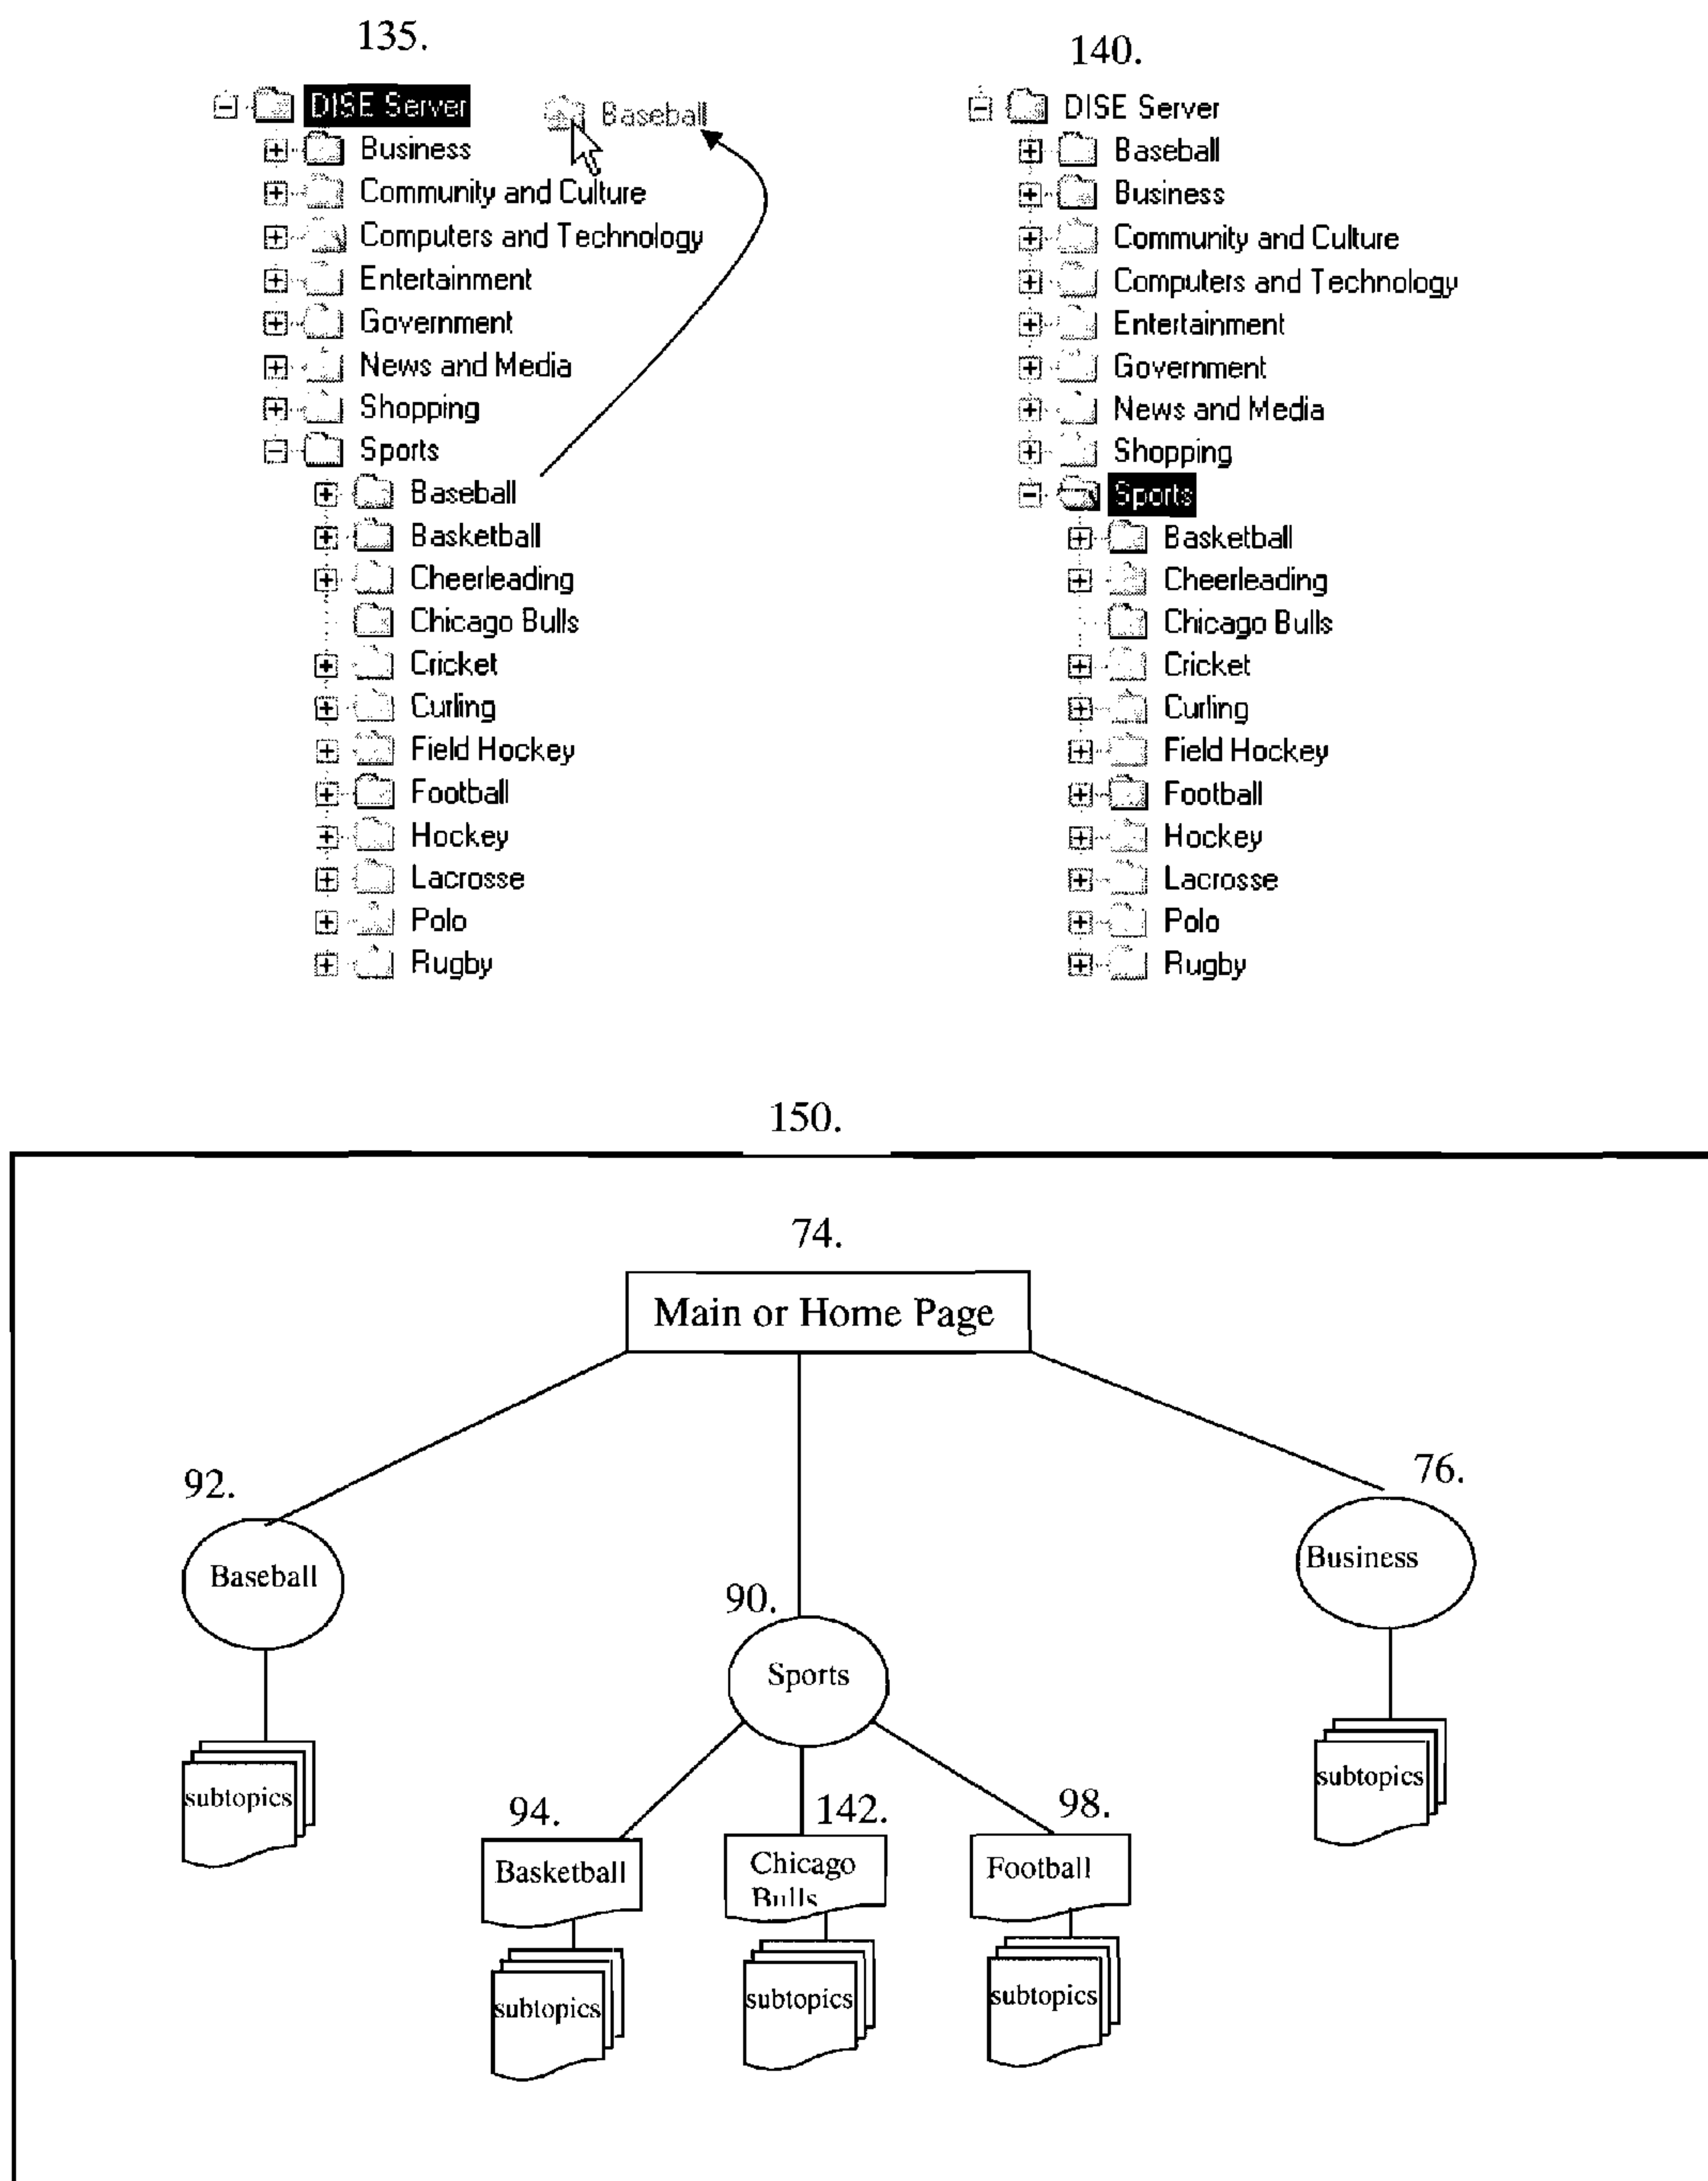 135.
DISE Server
Baseball
Business
Community and Culture
Computers and Technology
Entertainment
Government
News and Media
Shopping
Sports
Baseball
Basketball
Cheerleading
Chicago Bulls
Cricket
Curling
Field Hockey
Football
Hockey
Lacrosse
Polo
Rugby
140.
DISE Server
Baseball
Business
Community and Culture
Computers and Technology
Entertainment
Government
News and Media
Shopping
Sports
Basketball
Cheerleading
Chicago Bulls
Cricket
Curling
Field Hockey
Football
Hockey
Lacrosse
Polo
Rugby
150.
74.
Main or Home Page
92.
Baseball
subtopics
90.
Sports
76.
Business
subtopics
94.
Basketball
subtopics
142.
Chicago
Bulls
subtopics
98.
Football
subtopics